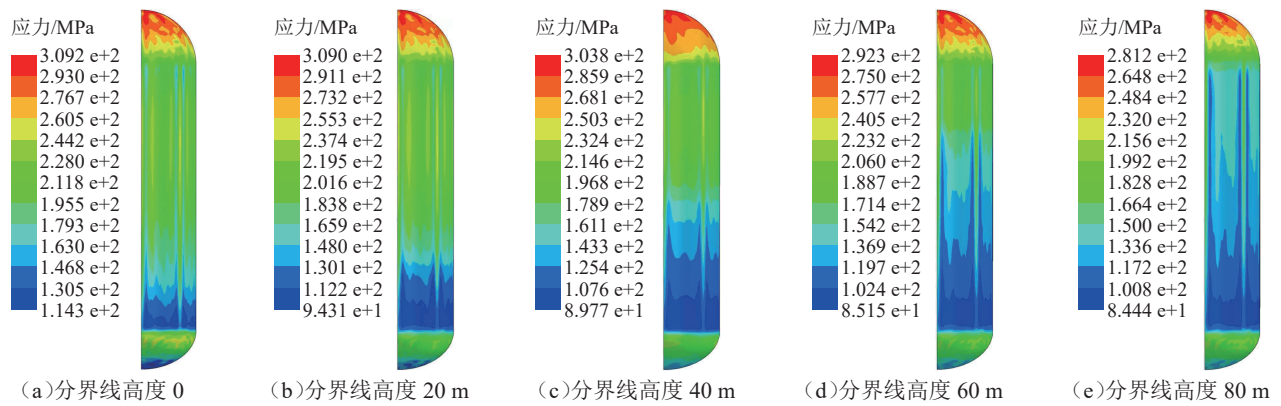 应力/MPa
3.092 e+2
2.930 e+2
2.767 e+2
2.605 e+2
2.442 e+2
2.280 e+2
2.118 e+2
1.955 e+2
1.793 e+2
1.630 e+2
1.468 e+2
1.305 e+2
1.143 e+2
(a)分界线高度 0
应力/MPa
3.090 e+2
2.911 e+2
2.732 e+2
2.553 e+2
2.374 e+2
2.195 e+2
2.016 e+2
1.838 e+2
1.659 e+2
1.480 e+2
1.301 e+2
1.122 e+2
9.431 e+1
(b)分界线高度 20 m
应力/MPa
3.038 e+2
2.859 e+2
2.681 e+2
2.503 e+2
2.324 e+2
2.146 e+2
1.968 e+2
1.789 e+2
1.611 e+2
1.433 e+2
1.254 e+2
1.076 e+2
8.977 e+1
(c)分界线高度 40 m
应力/MPa
2.923 e+2
2.750 e+2
2.577 e+2
2.405 e+2
2.232 e+2
2.060 e+2
1.887 e+2
1.714 e+2
1.542 e+2
1.369 e+2
1.197 e+2
1.024 e+2
8.515 e+1
(d)分界线高度 60 m
应力/MPa
2.812 e+2
2.648 e+2
2.484 e+2
2.320 e+2
2.156 e+2
1.992 e+2
1.828 e+2
1.664 e+2
1.500 e+2
1.336 e+2
1.172 e+2
1.008 e+2
8.444 e+1
(e)分界线高度 80 m